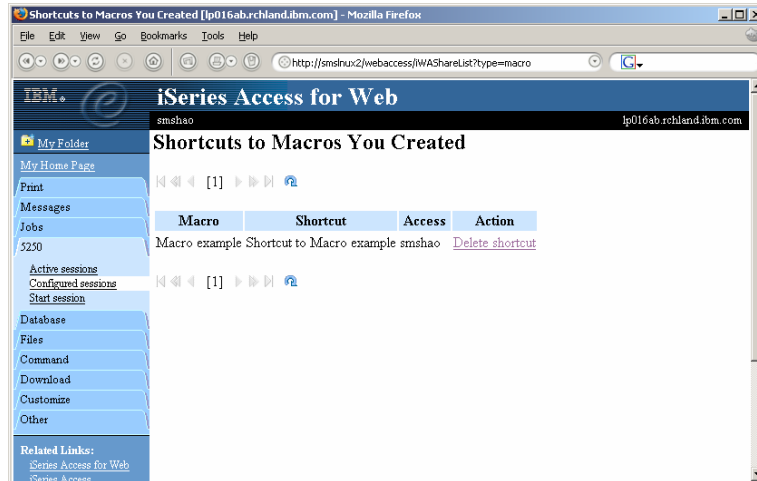 Shortcuts to Macros You Created [lp016ab.rchland.ibm.com] - Mozilla Firefox
File Edit View Go Bookmarks Tools Help
http://smslnux2/webaccess/iWAShareList?type=macro
G
IBM
e
iSeries Access for Web
smshao lp016ab.rchland.ibm.com
My Folder
My Home Page
Print
Messages
Jobs
5250
Active sessions
Configured sessions
Start session
Database
Files
Command
Download
Customize
Other
Related Links:
iSeries Access for Web
iSeries Access
Shortcuts to Macros You Created
[1]
Macro Shortcut Access Action
Macro example Shortcut to Macro example smshao Delete shortcut
[1]